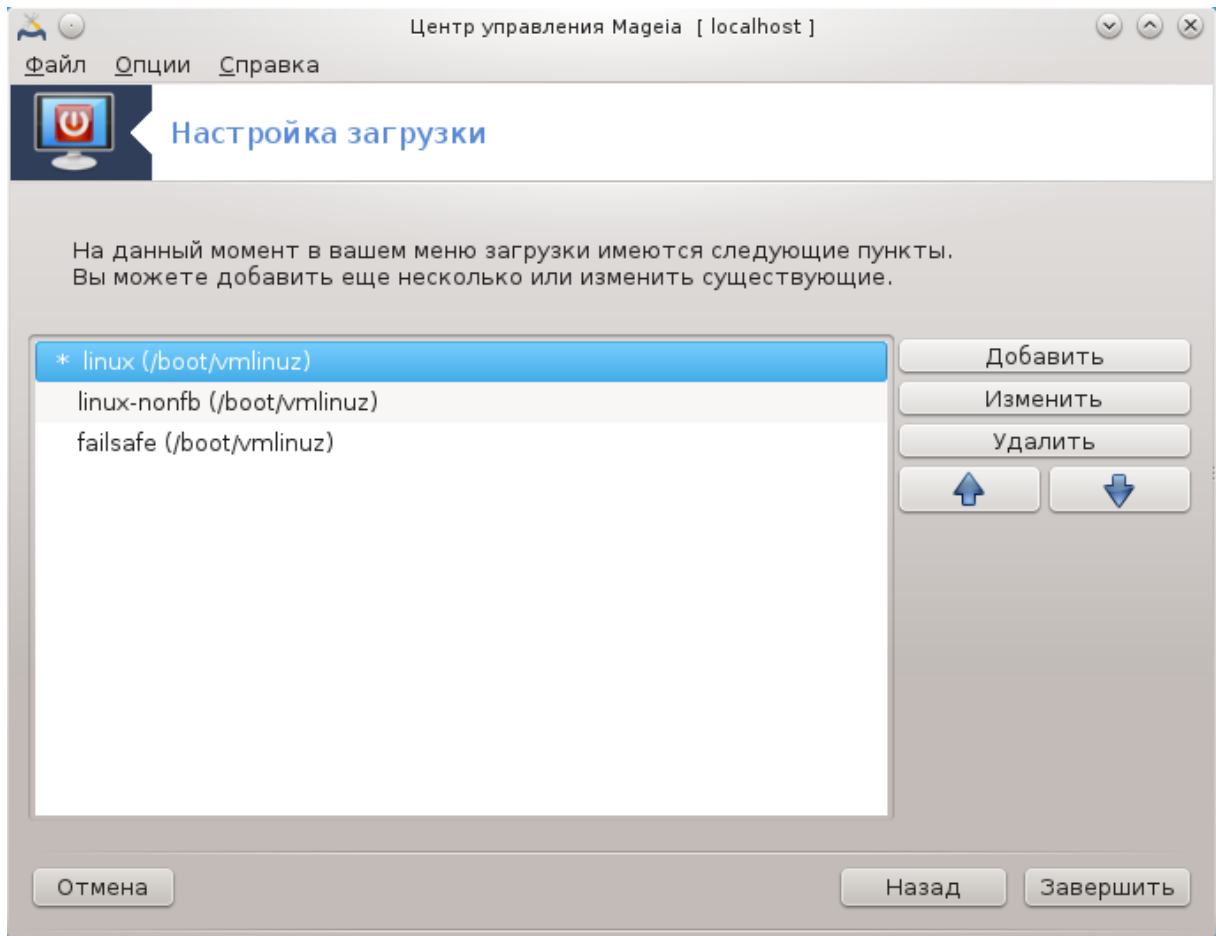 Центр управления Mageia [ localhost ]
Файл Опции Справка
Настройка загрузки
На данный момент в вашем меню загрузки имеются следующие пункты.
Вы можете добавить еще несколько или изменить существующие.
* linux (/boot/vmlinuz)
linux-nonfb (/boot/vmlinuz)
failsafe (/boot/vmlinuz)
Добавить
Изменить
Удалить
Отмена Назад Завершить